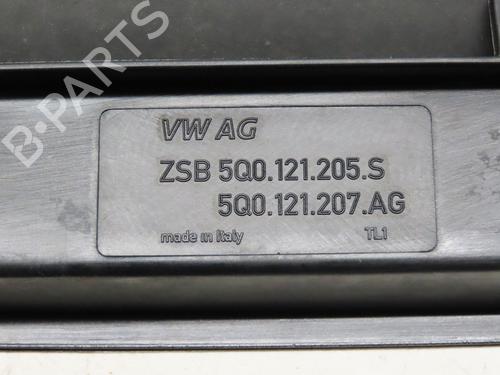 B-PARTS
VW AG
ZSB 5Q0.121.205.S
5Q0.121.207.AG
made in Italy TL1